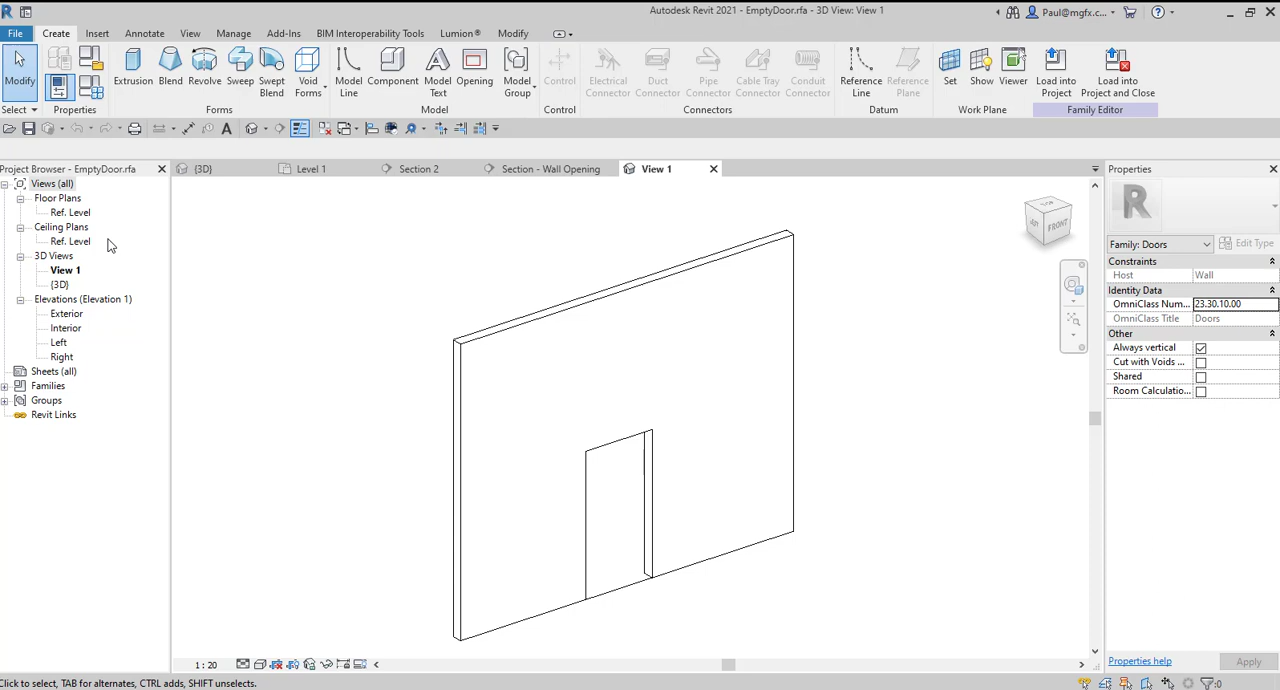 Autodesk Revit 2021 - EmptyDoor.rfa - 3D View: View 1
Paul@mgfx.c...
File Create Insert Annotate View Manage Add-Ins BIM Interoperability Tools Lumion® Modify
Modify
Extrusion Blend Revolve Sweep Swept Blend Void Forms
Model Line Component Model Text Opening Model Group
Control
Electrical Connector Duct Connector Pipe Connector Cable Tray Connector Conduit Connector
Reference Line Reference Plane
Set Show Viewer
Load into Project Load into Project and Close
Select Properties Forms Model Control Connectors Datum Work Plane Family Editor
Project Browser - EmptyDoor.rfa
{3D} Level 1 Section 2 Section - Wall Opening View 1
Properties
Views (all)
Floor Plans
Ref. Level
Ceiling Plans
Ref. Level
3D Views
View 1
{3D}
Elevations (Elevation 1)
Exterior
Interior
Left
Right
Sheets (all)
Families
Groups
Revit Links
TOP
FRONT
Family: Doors Edit Type
Constraints
Host Wall
Identity Data
OmniClass Num... 23.30.10.00
OmniClass Title Doors
Other
Always vertical
Cut with Voids ...
Shared
Room Calculatio...
1 : 20
Properties help Apply
Click to select, TAB for alternates, CTRL adds, SHIFT unselects.
:0